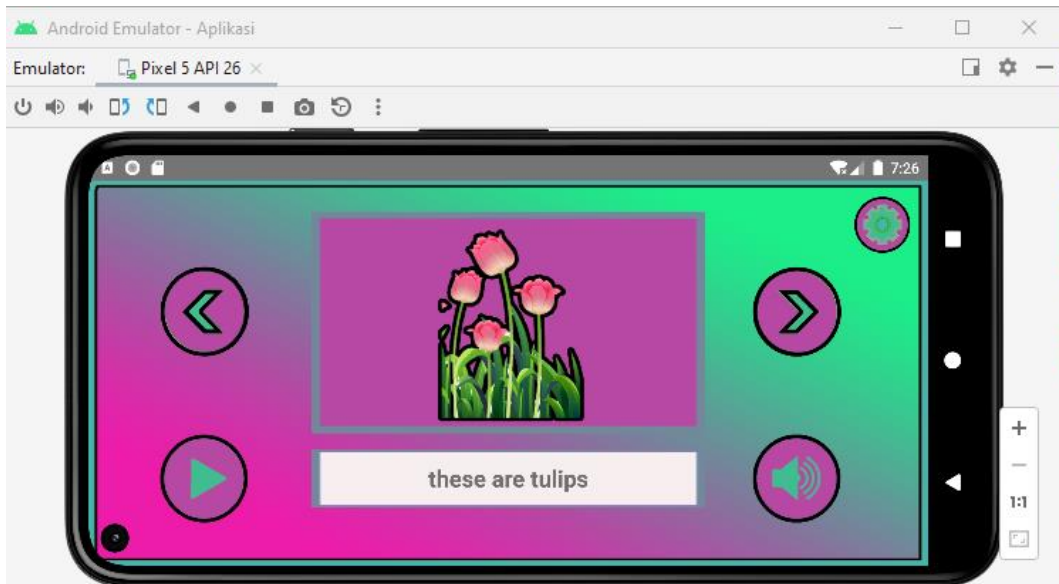 Android Emulator - Aplikasi
Emulator: Pixel 5 API 26
A 7:26
these are tulips
1:1